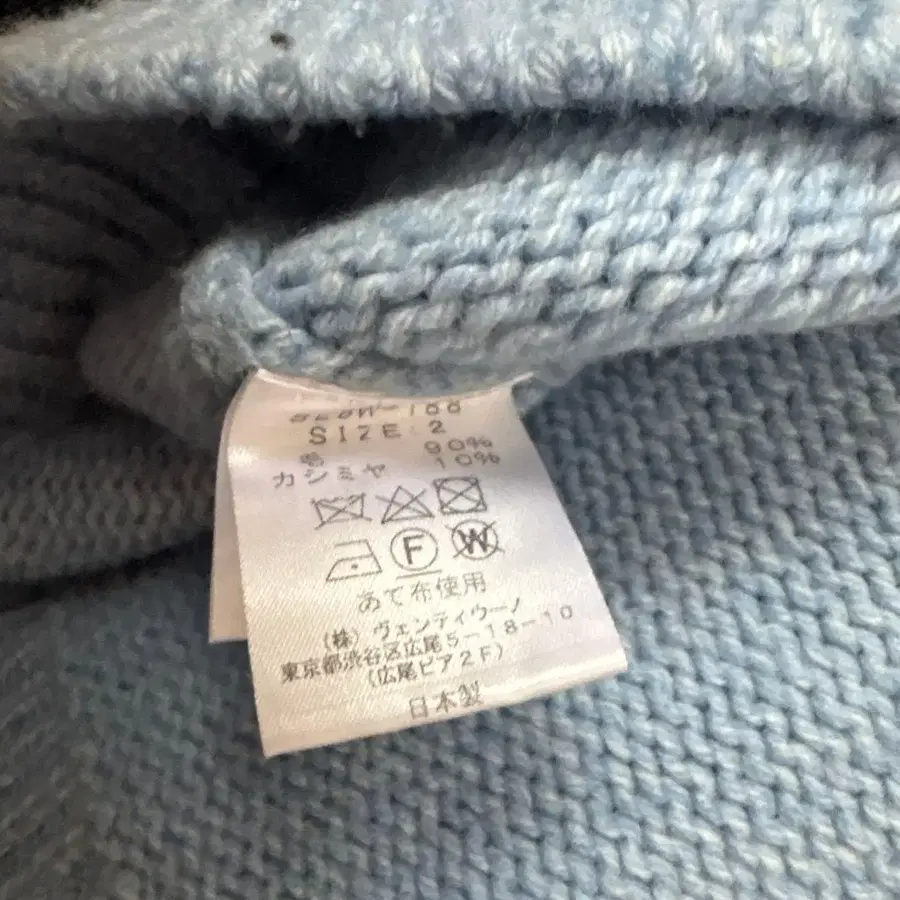 SIZE 2
毛 90%
カシミヤ 10%
F W
あて布使用
(株) ヴェンティウーノ
東京都渋谷区広尾5-18-10
(広尾ピア2F)
日本製